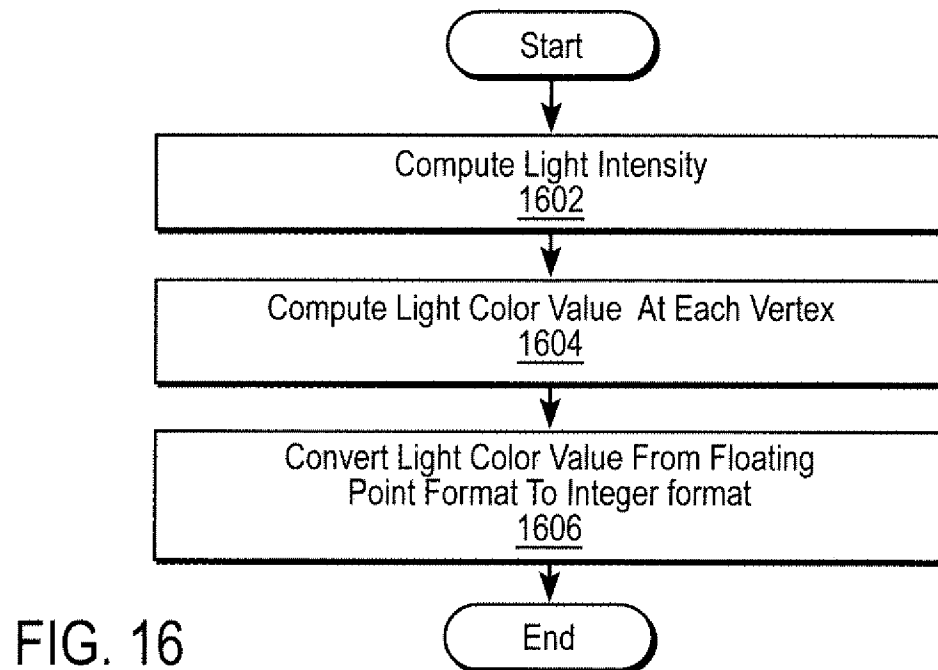 Start
Compute Light Intensity
1602
Compute Light Color Value At Each Vertex
1604
Convert Light Color Value From Floating
Point Format To Integer format
1606
End
FIG. 16